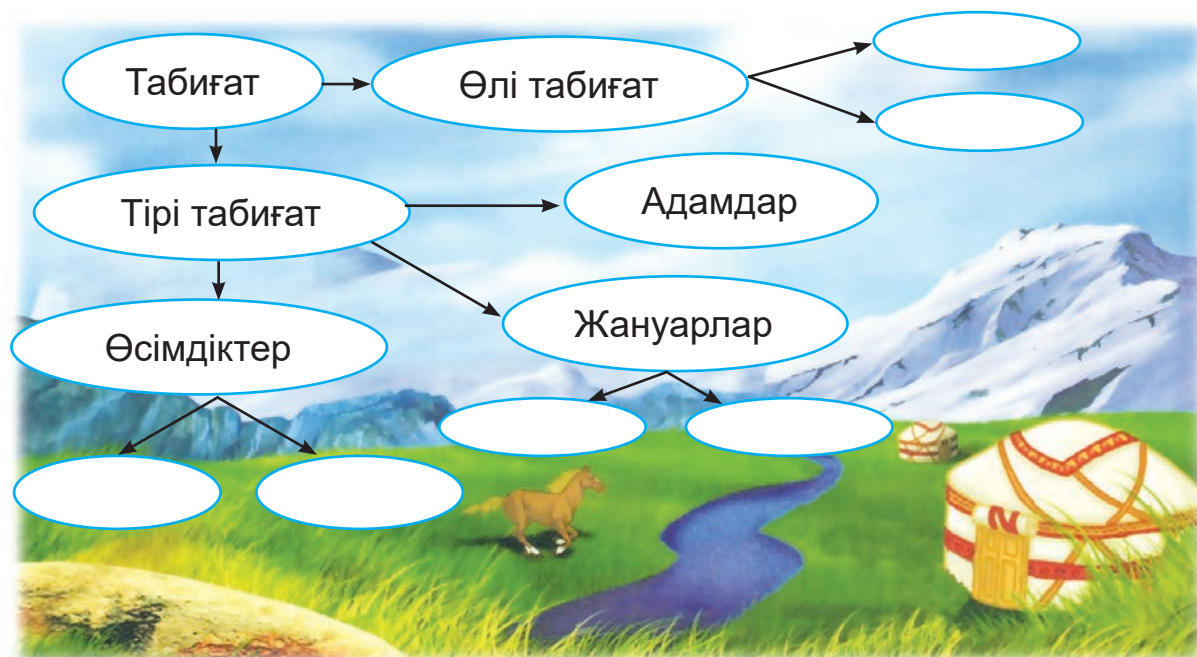 Табиғат
Өлі табиғат
Тірі табиғат
Адамдар
Өсімдіктер
Жануарлар